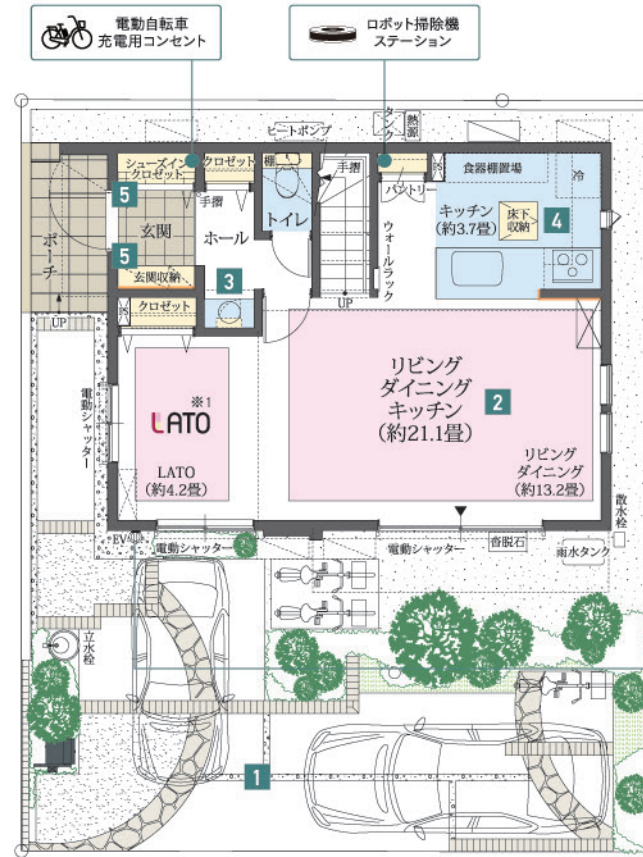 電動自転車
充電用コンセント
ロボット掃除機
ステーション
ヒートポンプ
タンク
熱源
シューズイン
クロゼット
クロゼット
棚
手摺
PS
食器棚置場
冷
パントリー
5
手摺
トイレ
キッチン
(約3.7畳)
床下
収納
4
ポーチ
玄関
ホール
ウォールラック
5
玄関収納
3
UP
UP
PS
クロゼット
電動シャッター
※1
LATO
LATO
(約4.2畳)
リビング
ダイニング
キッチン
(約21.1畳)
2
リビング
ダイニング
(約13.2畳)
散水栓
EV
電動シャッター
電動シャッター
沓脱石
雨水タンク
立水栓
1